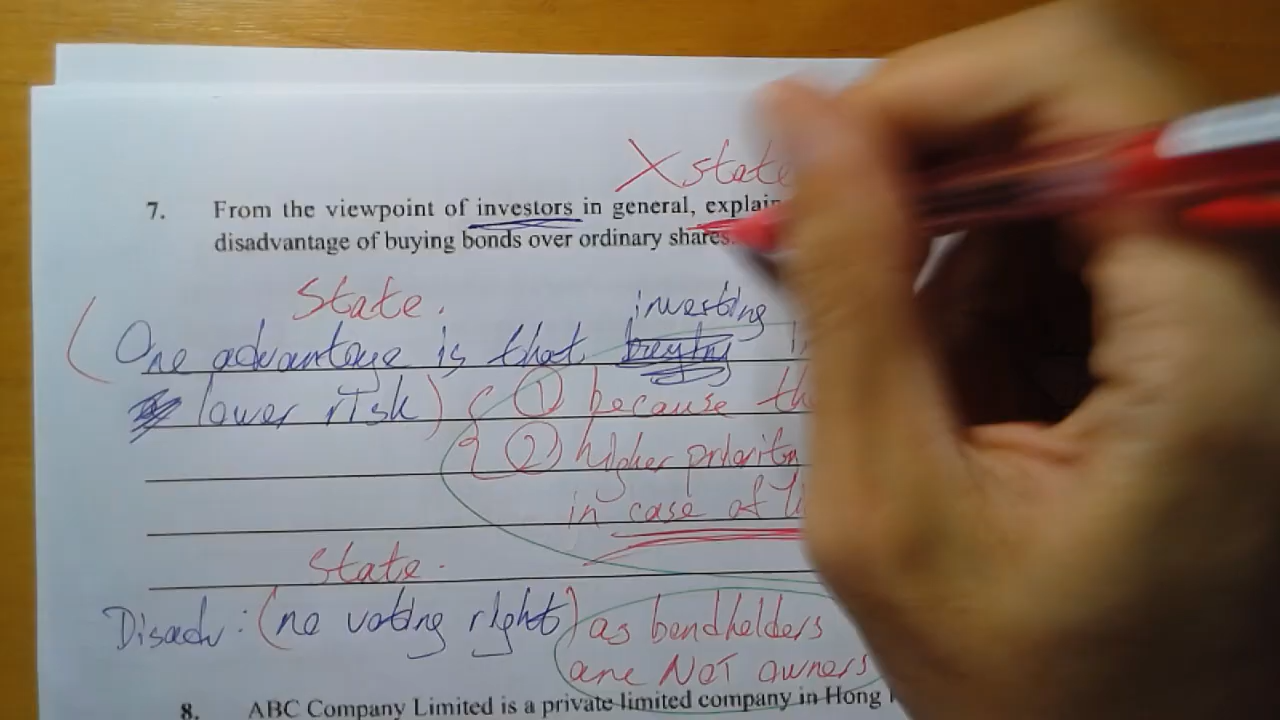 X state
7. From the viewpoint of investors in general, explain
disadvantage of buying bonds over ordinary shares.
State.
investing
(One advantage is that
lower risk) ① because
② higher priority
in case of
State.
Disadv: (no voting right) as bondholders
are NOT owners
8. ABC Company Limited is a private limited company in Hong